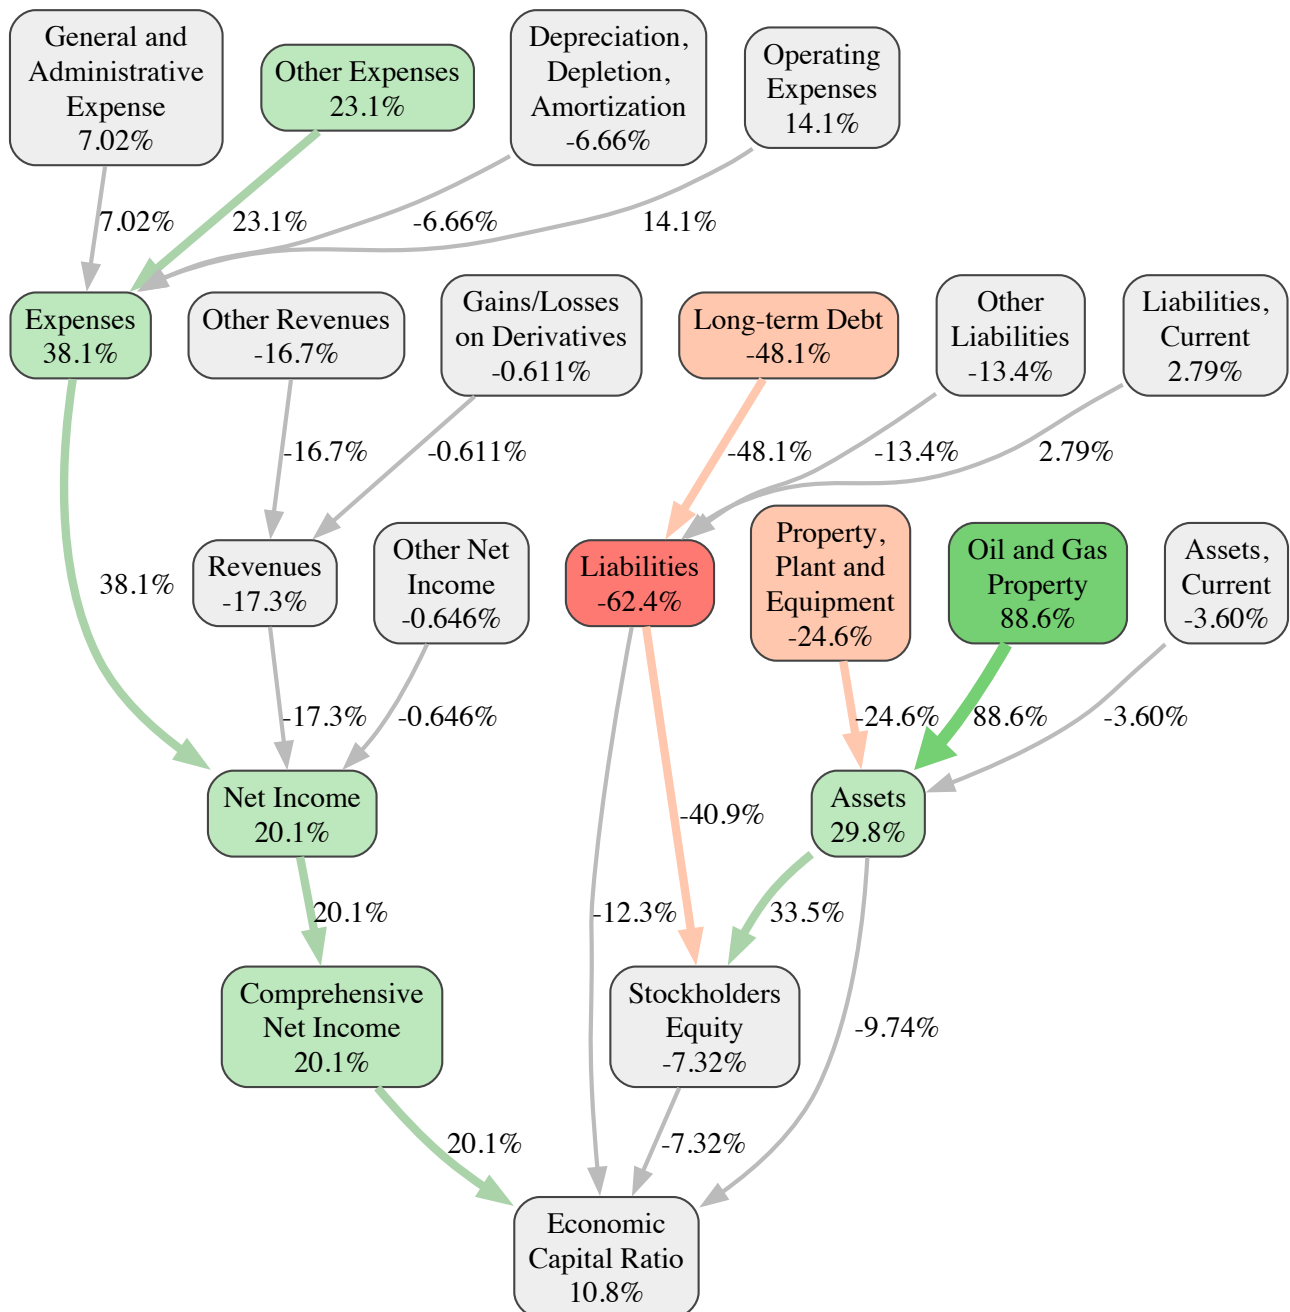 General and
Administrative
Expense
7.02%
Other Expenses
23.1%
Depreciation,
Depletion,
Amortization
-6.66%
Operating
Expenses
14.1%
7.02%
23.1%
-6.66%
14.1%
Expenses
38.1%
Other Revenues
-16.7%
Gains/Losses
on Derivatives
-0.611%
Long-term Debt
-48.1%
Other
Liabilities
-13.4%
Liabilities,
Current
2.79%
-16.7%
-0.611%
-48.1%
-13.4%
2.79%
38.1%
Revenues
-17.3%
Other Net
Income
-0.646%
Liabilities
-62.4%
Property,
Plant and
Equipment
-24.6%
Oil and Gas
Property
88.6%
Assets,
Current
-3.60%
-17.3%
-0.646%
-24.6%
88.6%
-3.60%
Net Income
20.1%
-40.9%
Assets
29.8%
20.1%
-12.3%
33.5%
Comprehensive
Net Income
20.1%
Stockholders
Equity
-7.32%
-9.74%
20.1%
-7.32%
Economic
Capital Ratio
10.8%